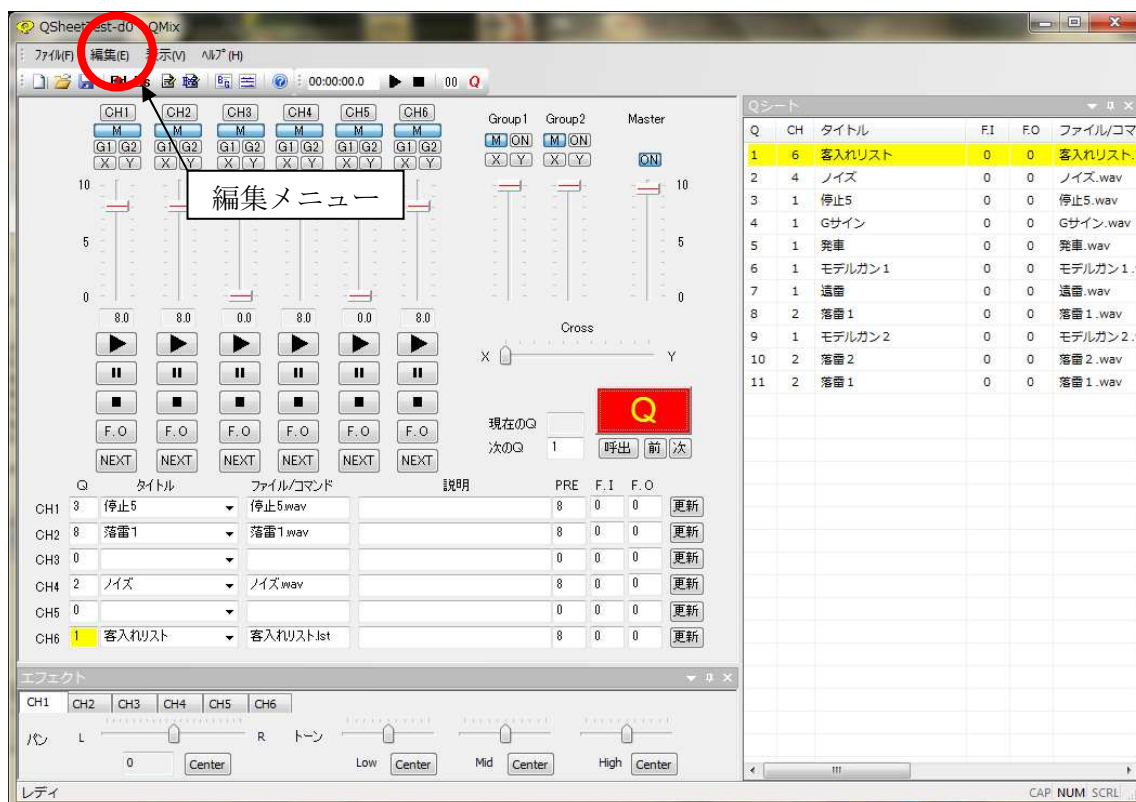 QSheetTest-d0 QMix
ファイル(F) 編集(E) 表示(V) ヘルプ(H)
00:00:00.0 00 Q
CH1 CH2 CH3 CH4 CH5 CH6
M M M M M M
G1 G2 G1 G2 G1 G2 G1 G2 G1 G2 G1 G2
X Y X Y X Y X Y X Y X Y
Group1 Group2 Master
M ON M ON
X Y X Y ON
編集メニュー
10 10
5 5
0 0
8.0 8.0 0.0 8.0 0.0 8.0
Cross
X Y
F.O F.O F.O F.O F.O F.O
NEXT NEXT NEXT NEXT NEXT NEXT
Q
現在のQ
次のQ 1 呼出 前 次
Q タイトル ファイル/コマンド 説明 PRE F.I F.O
CH1 3 停止5 停止5.wav 8 0 0 更新
CH2 8 落雷1 落雷1.wav 8 0 0 更新
CH3 0 0 0 0 更新
CH4 2 ノイズ ノイズ.wav 8 0 0 更新
CH5 0 0 0 0 更新
CH6 1 客入れリスト 客入れリスト.lst 8 0 0 更新
エフェクト
CH1 CH2 CH3 CH4 CH5 CH6
パン L R トーン
0 Center Low Center Mid Center High Center
レディ
Qシート
Q CH タイトル F.I F.O ファイル/コマ
1 6 客入れリスト 0 0 客入れリスト.
2 4 ノイズ 0 0 ノイズ.wav
3 1 停止5 0 0 停止5.wav
4 1 Gサイン 0 0 Gサイン.wav
5 1 発車 0 0 発車.wav
6 1 モデルガン1 0 0 モデルガン1.
7 1 遠雷 0 0 遠雷.wav
8 2 落雷1 0 0 落雷1.wav
9 1 モデルガン2 0 0 モデルガン2.
10 2 落雷2 0 0 落雷2.wav
11 2 落雷1 0 0 落雷1.wav
CAP NUM SCRL